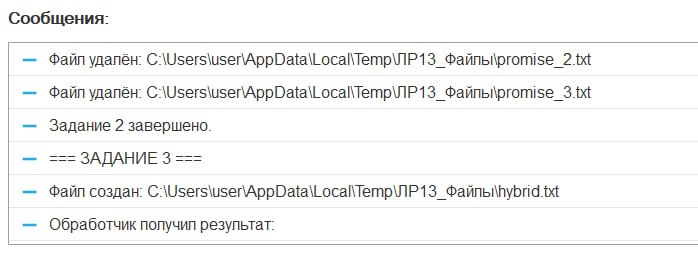 Сообщения:
Файл удалён: C:\Users\user\AppData\Local\Temp\ЛР13_Файлы\promise_2.txt
Файл удалён: C:\Users\user\AppData\Local\Temp\ЛР13_Файлы\promise_3.txt
Задание 2 завершено.
=== ЗАДАНИЕ 3 ===
Файл создан: C:\Users\user\AppData\Local\Temp\ЛР13_Файлы\hybrid.txt
Обработчик получил результат: